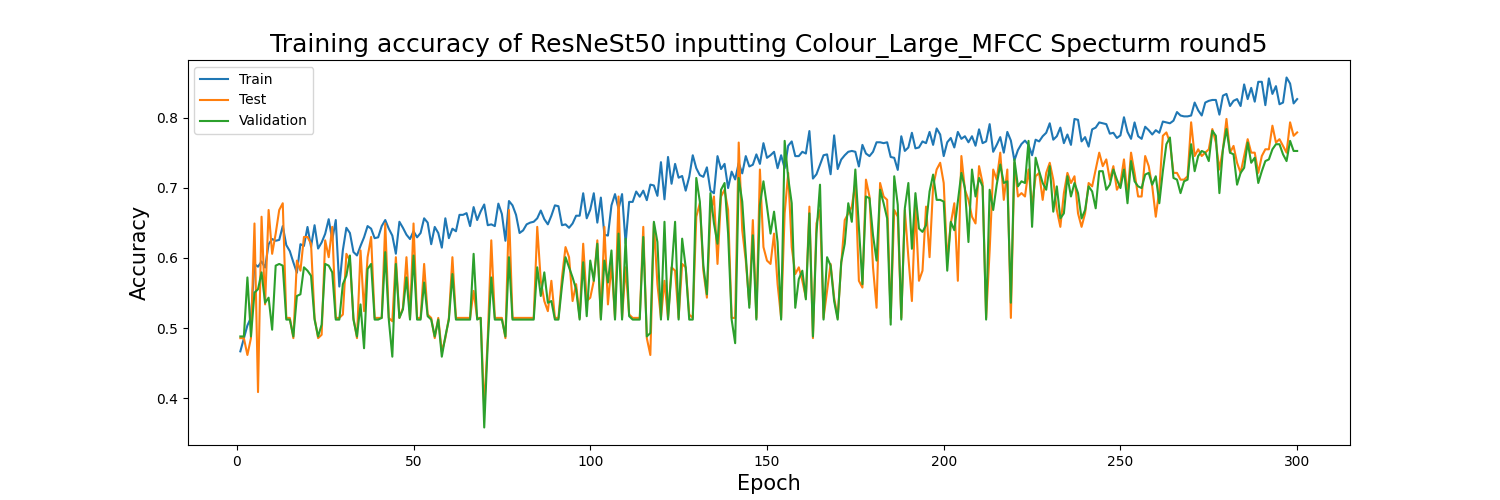 Training accuracy of ResNeSt50 inputting Colour_Large_MFCC Specturm round5
Train
Test
Validation
Accuracy
0.8
0.7
0.6
0.5
0.4
0 50 100 150 200 250 300
Epoch